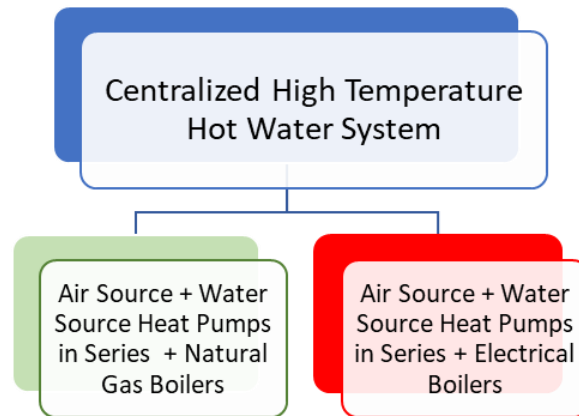 Centralized High Temperature
Hot Water System
Air Source + Water
Source Heat Pumps
in Series + Natural
Gas Boilers
Air Source + Water
Source Heat Pumps
in Series + Electrical
Boilers